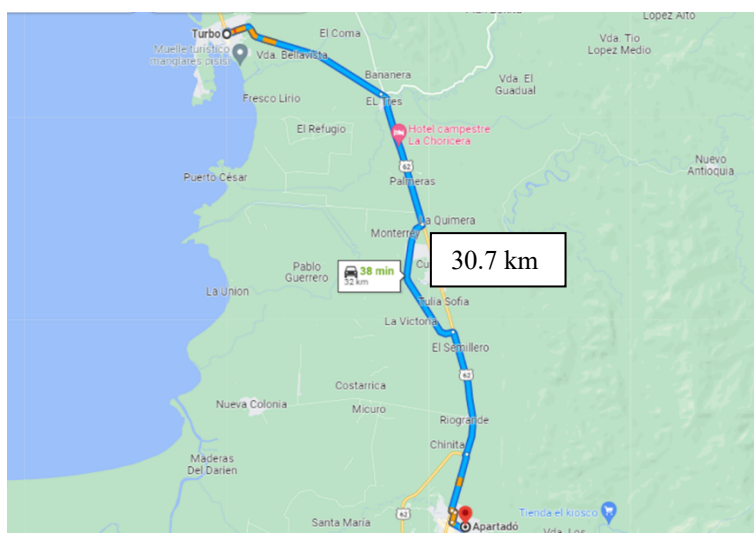 Lopez Alto
Turbo
El Coma
Vda. Tio
Lopez Medio
Muelle turístico
manglares pisisi
Vda. Bellavista
Bananera
Vda. El
Guadual
Fresco Lirio
EL Tres
El Refugio
Hotel campestre
La Choricera
62
Nuevo
Antioquia
Puerto César
Palmeras
La Quimera
Monterrey
30.7 km
Pablo
Guerrero
38 min
32 km
La Union
Tulia Sofia
La Victoria
El Semillero
62
Costarrica
Nueva Colonia
Micuro
Riogrande
Chinita
Maderas
Del Darien
62
Santa Maria
Apartadó
Tienda el kiosco
Vda. Los